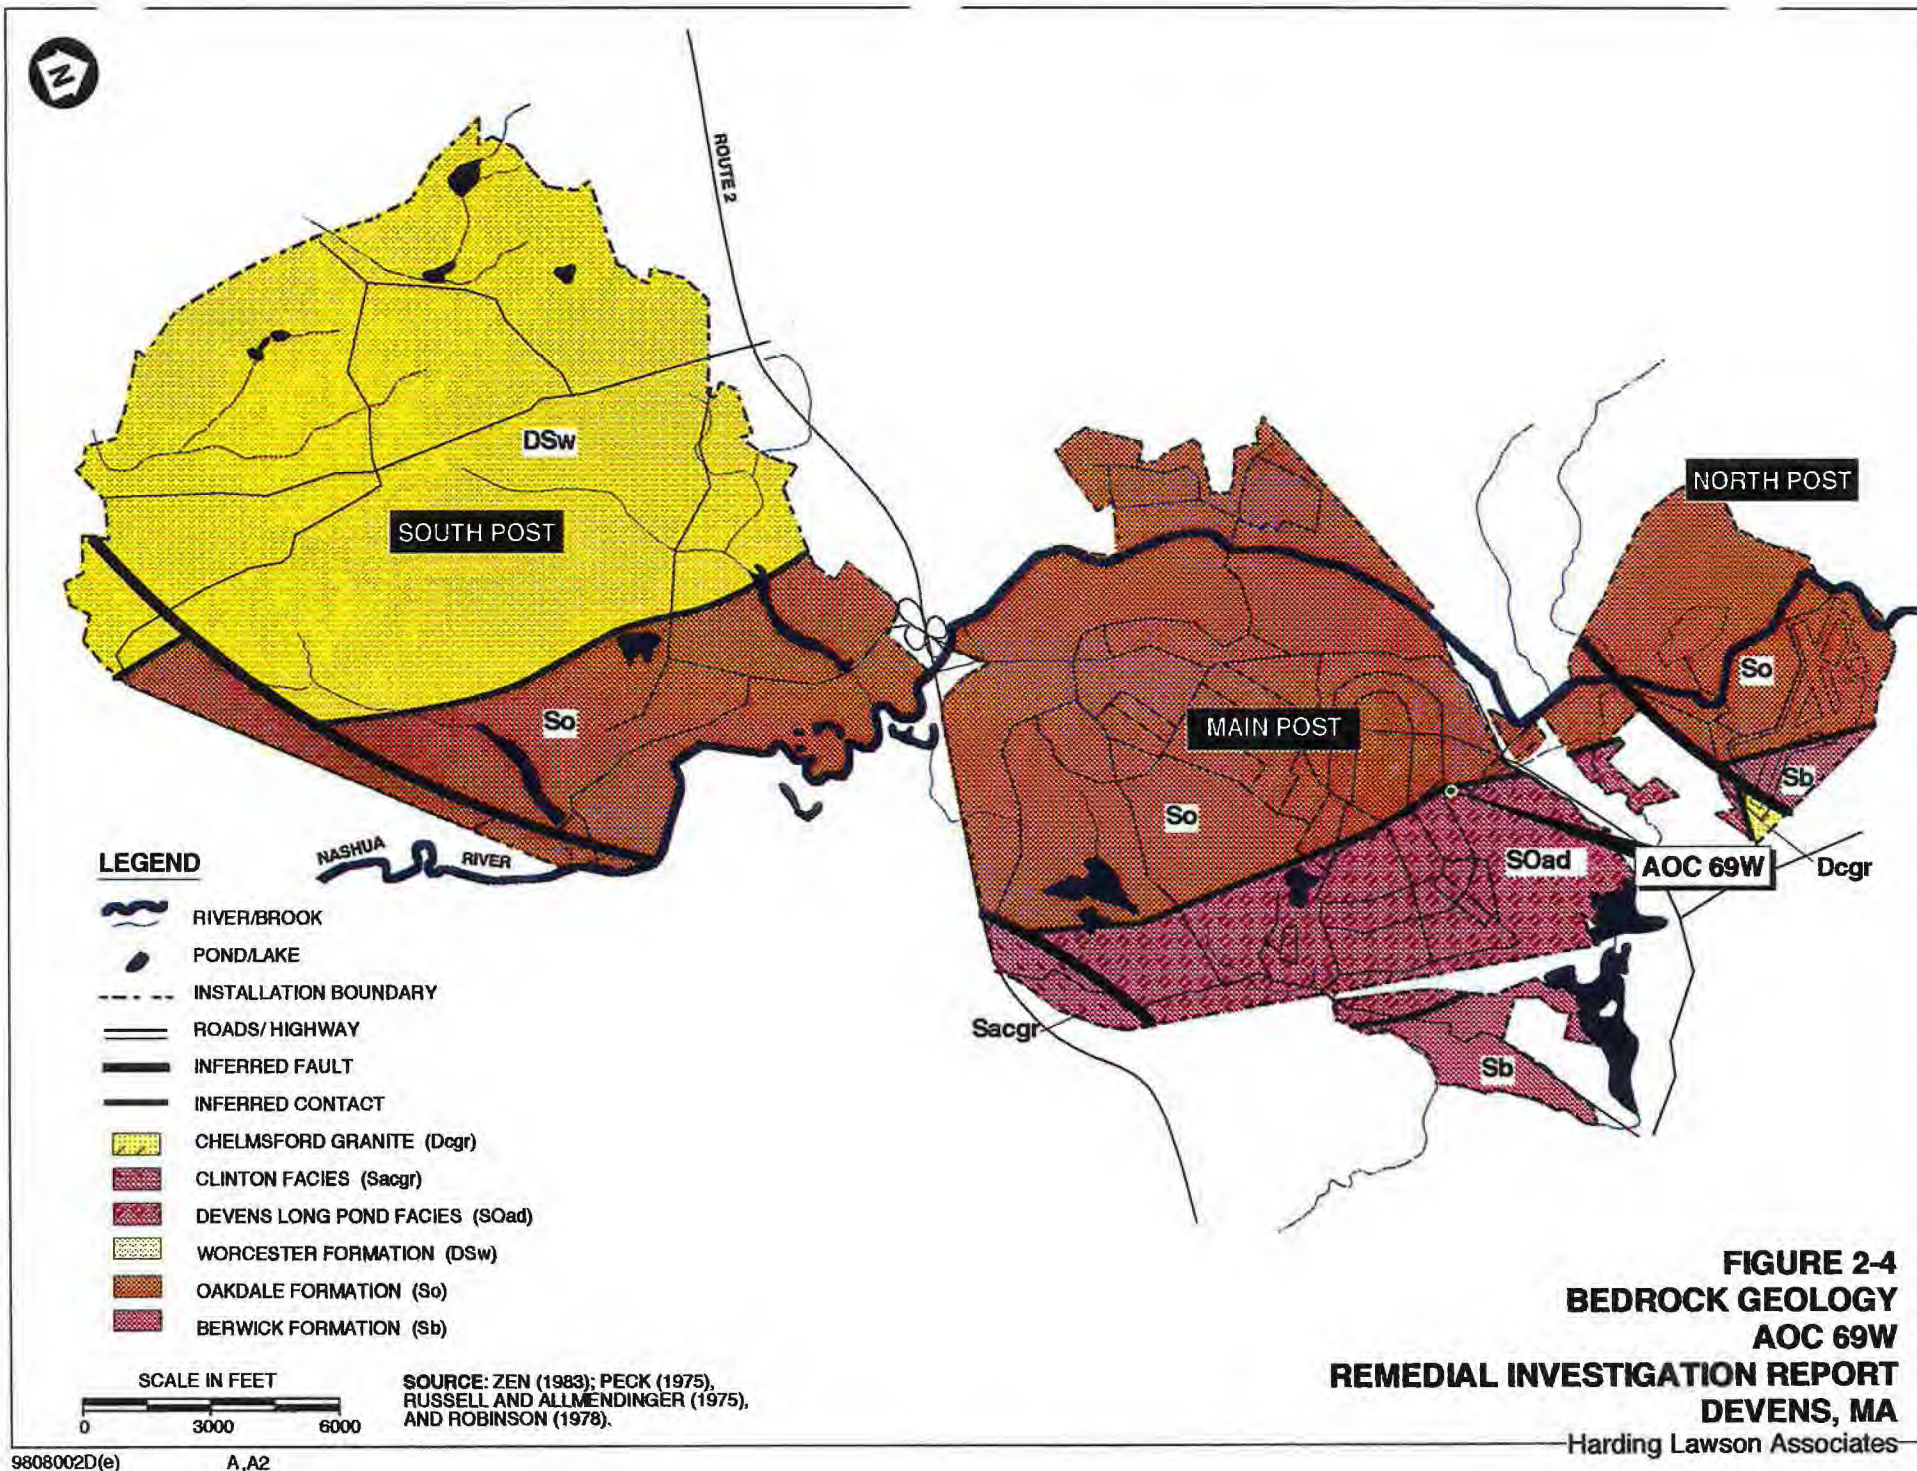 N
ROUTE 2
NORTH POST
DSw
SOUTH POST
So
So
MAIN POST
Sb
So
SOad
AOC 69W
Dcgr
NASHUA RIVER
Sacgr
Sb
LEGEND
RIVER/BROOK
POND/LAKE
INSTALLATION BOUNDARY
ROADS/HIGHWAY
INFERRED FAULT
INFERRED CONTACT
CHELMSFORD GRANITE (Dcgr)
CLINTON FACIES (Sacgr)
DEVENS LONG POND FACIES (SOad)
WORCESTER FORMATION (DSw)
OAKDALE FORMATION (So)
BERWICK FORMATION (Sb)
SCALE IN FEET
0 3000 6000
SOURCE: ZEN (1983); PECK (1975),
RUSSELL AND ALLMENDINGER (1975),
AND ROBINSON (1978).
FIGURE 2-4
BEDROCK GEOLOGY
AOC 69W
REMEDIAL INVESTIGATION REPORT
DEVENS, MA
Harding Lawson Associates
9808002D(e) A,A2